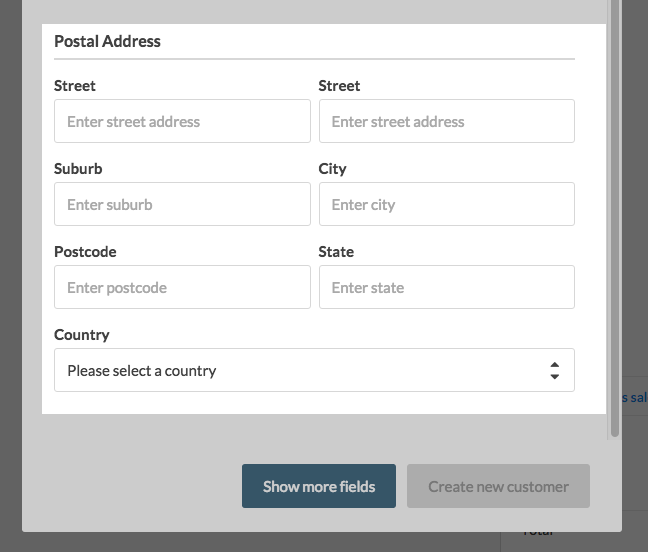 Postal Address
Street Street
Enter street address Enter street address
Suburb City
Enter suburb Enter city
Postcode State
Enter postcode Enter state
Country
Please select a country
Show more fields Create new customer